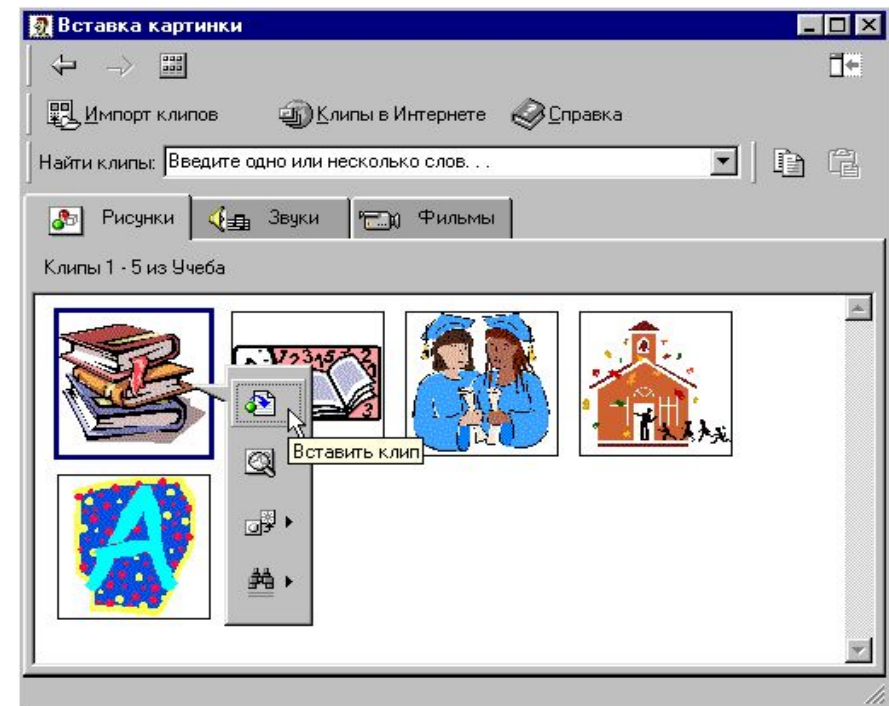 Вставка картинки
Импорт клипов Клипы в Интернете Справка
Найти клипы: Введите одно или несколько слов. . .
Рисунки Звуки Фильмы
Клипы 1 - 5 из Учеба
Вставить клип
A